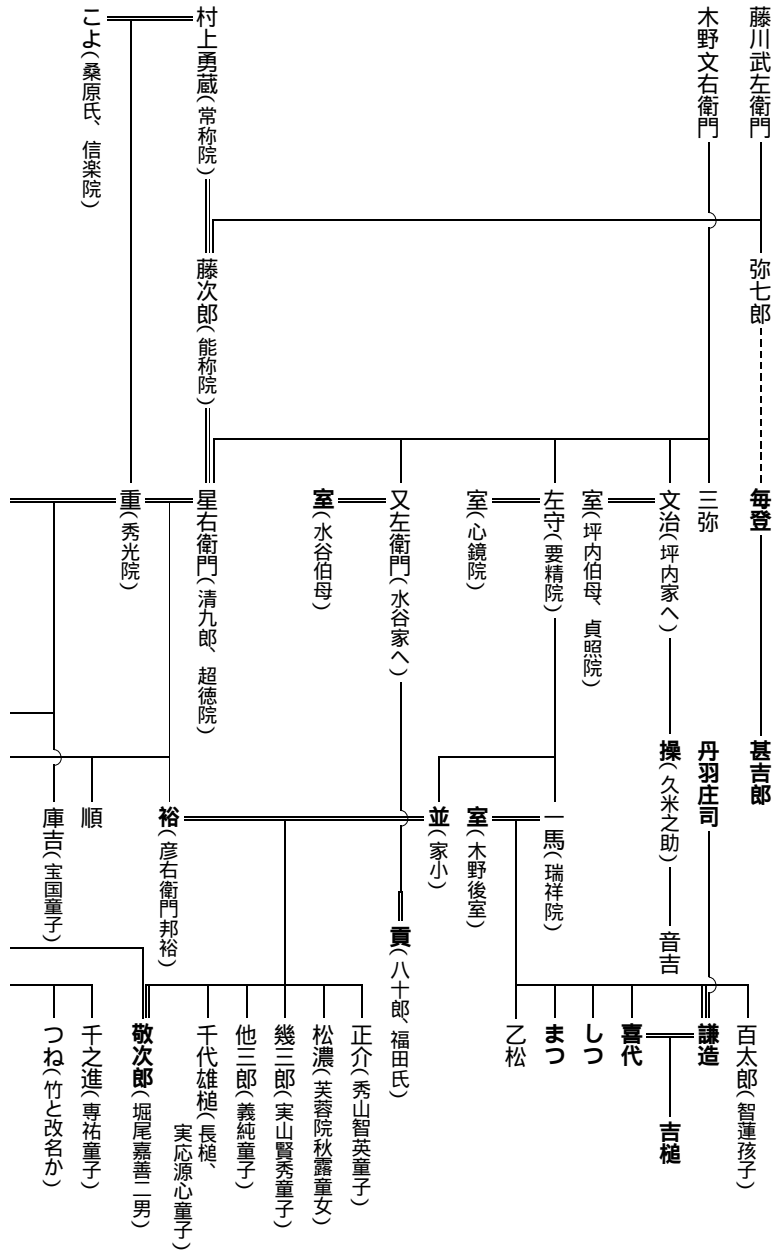 藤川武左衛門
木野文右衛門
村上勇蔵（常称院）
こよ（桑原氏、信楽院）
弥七郎
藤次郎（能称院）
毎登
三弥
文治（坪内家へ）
室（坪内伯母、貞照院）
左守（要精院）
室（心鏡院）
又左衛門（水谷家へ）
室（水谷伯母）
星右衛門（清九郎、超徳院）
重（秀光院）
甚吉郎
丹羽庄司
操（久米之助）
音吉
一馬（瑞祥院）
室（木野後室）
並（家小）
貢（八十郎、福田氏）
裕（彦右衛門邦裕）
順
庫吉（宝国童子）
百太郎（智蓮孩子）
謙造
吉槌
喜代
しつ
まつ
乙松
正介（秀山智英童子）
松濃（芙蓉院秋露童女）
幾三郎（実山賢秀童子）
他三郎（義純童子）
千代雄槌（長槌、
実応源心童子）
敬次郎（堀尾嘉善二男）
千之進（専祐童子）
つね（竹と改名か）